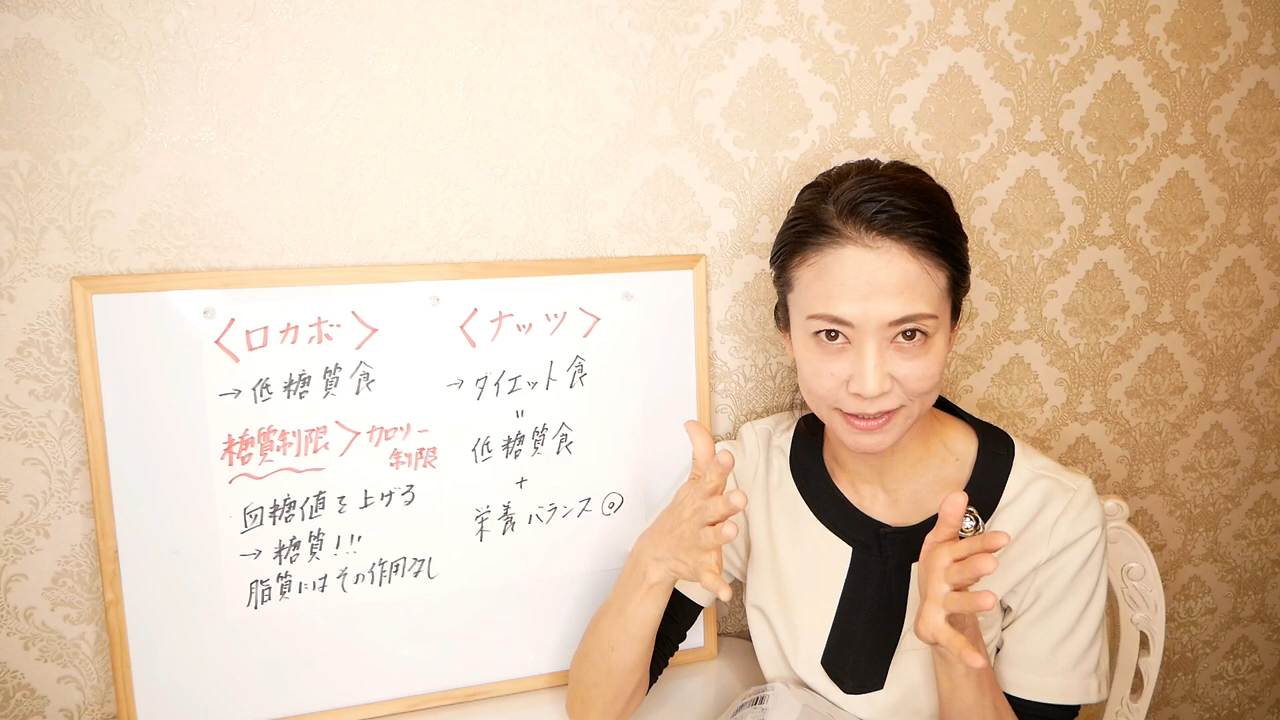 〈ロカボ〉
→低糖質食
糖質制限＞カロリー
制限
血糖値を上げる
→糖質!!!
脂質にはその作用なし
〈ナッツ〉
→ダイエット食
〃
低糖質食
+
栄養バランス◎